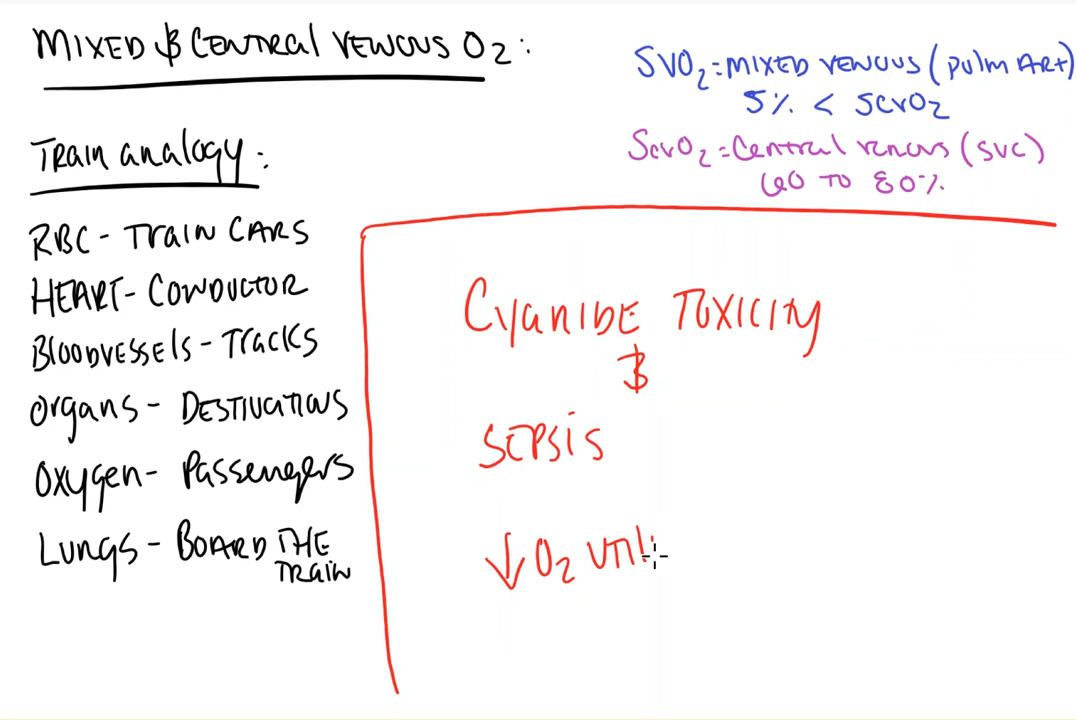 MIXED & CENTRAL VENOUS O2:
SVO2 = MIXED VENOUS (pulm ART)
5% < SCVO2
ScvO2 = Central venous (SVC)
60 TO 80%
Train analogy:
RBC - TRAIN CARS
HEART - CONDUCTOR
Bloodvessels - Tracks
Organs - DESTINATIONS
Oxygen - Passengers
Lungs - BOARD THE
TRAIN
CYANIDE TOXICITY
&
SEPSIS
↓ O2 UTIli